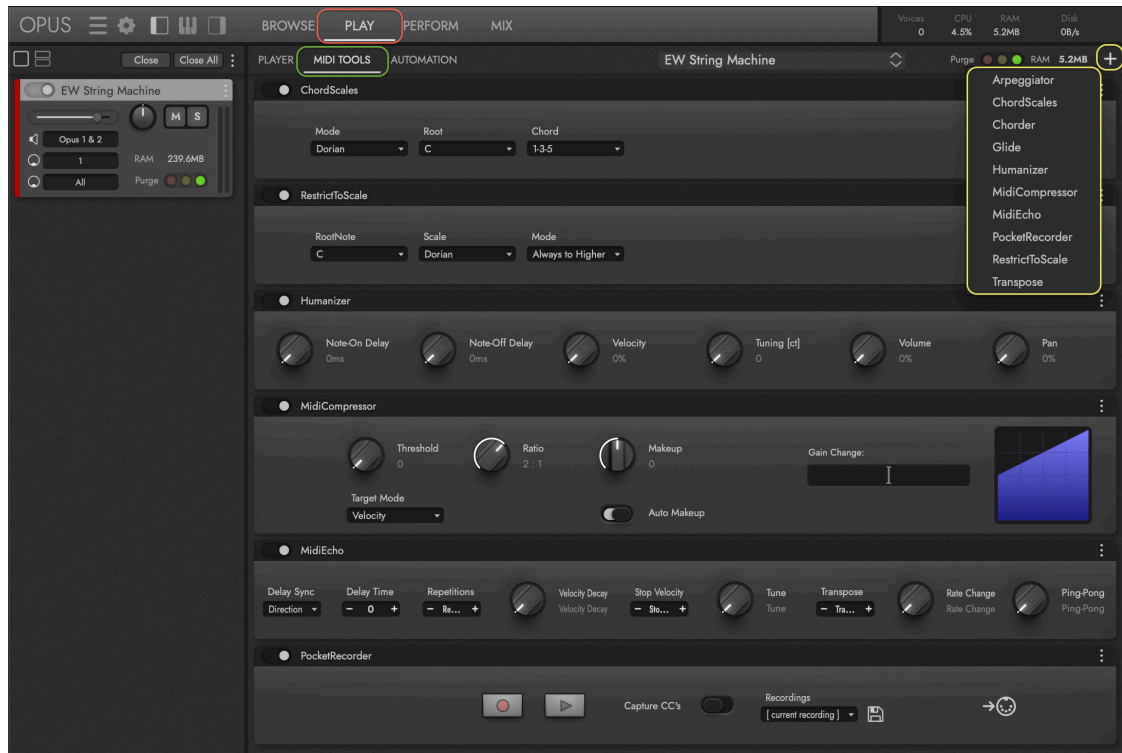 OPUS BROWSE PLAY PERFORM MIX Voices CPU RAM Disk
0 4.5% 5.2MB 0B/s
Close Close All PLAYER MIDI TOOLS AUTOMATION EW String Machine Purge RAM 5.2MB
EW String Machine
M S
Opus 1 & 2
1 RAM 239.6MB
All Purge
Arpeggiator
ChordScales
Chorder
Glide
Humanizer
MidiCompressor
MidiEcho
PocketRecorder
RestrictToScale
Transpose
ChordScales
Mode Root Chord
Dorian C 1-3-5
RestrictToScale
RootNote Scale Mode
C Dorian Always to Higher
Humanizer
Note-On Delay Note-Off Delay Velocity Tuning [ct] Volume Pan
0ms 0ms 0% 0 0% 0%
MidiCompressor
Threshold Ratio Makeup Gain Change:
0 2 : 1 0
Target Mode
Velocity Auto Makeup
MidiEcho
Delay Sync Delay Time Repetitions Velocity Decay Stop Velocity Tune Transpose Rate Change Ping-Pong
Direction - 0 + - Re... + Velocity Decay - Sto... + Tune - Tra... + Rate Change Ping-Pong
PocketRecorder
Capture CC's Recordings
[ current recording ]